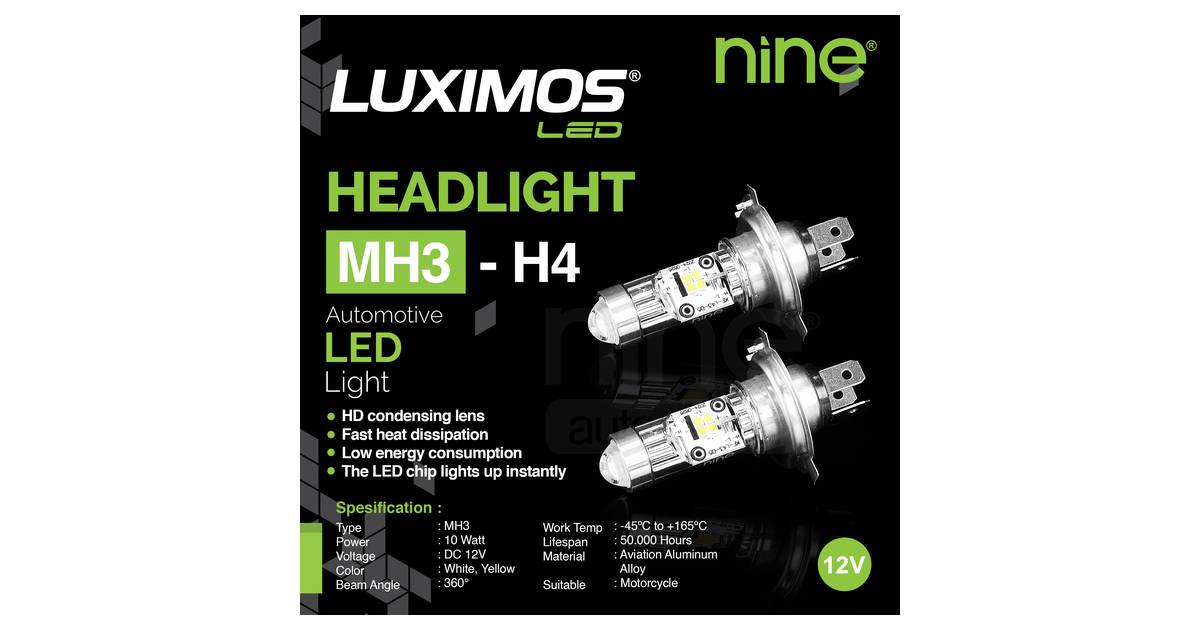 nine®
LUXIMOS®
LED
HEADLIGHT
MH3 - H4
Automotive
LED
Light
HD condensing lens
Fast heat dissipation
Low energy consumption
The LED chip lights up instantly
Spesification :
Type : MH3
Power : 10 Watt
Voltage : DC 12V
Color : White, Yellow
Beam Angle : 360°
Work Temp : -45ºC to +165ºC
Lifespan : 50.000 Hours
Material : Aviation Aluminum
Alloy
Suitable : Motorcycle
12V
nine®